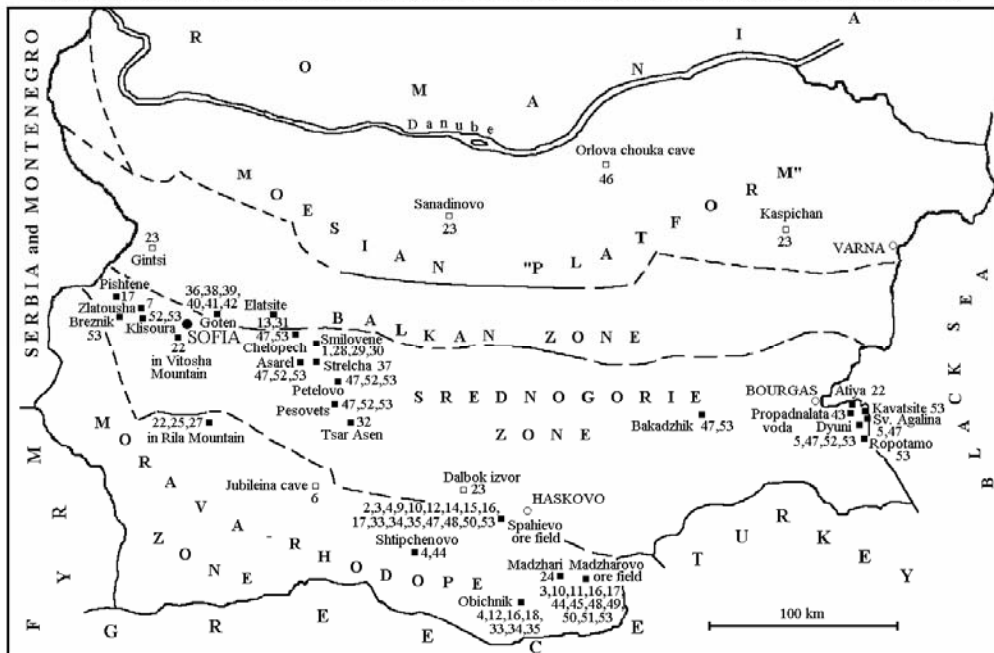 SERBIA and MONTENEGRO
R O M A N I A
Danube
Orlova chouka cave
46
M O E S I A N "P L A T F O R M"
Sanadinovo
23
Kaspichan
23
VARNA
23
Gintsi
Pishtene
17
Zlatousha
7
Breznik
53
52,53
Klisoura
36,38,39,
40,41,42
Goten
SOFIA
22
in Vitosha
Mountain
Elatsite
13,31
47,53
Chelopech
B A L K A N Z O N E
Smilovene
1,28,29,30
Asarel
47,52,53
Strelcha 37
47,52,53
Petelovo
Pesovets
47,52,53
32
Tsar Asen
S R E D N O G O R I E
Z O N E
BOURGAS
Atiya 22
Propadnalata
voda
43
Kavatsite 53
Sv. Agalina
5,47
Dyuni
5,47,52,53
Ropotamo
53
Bakadzhik
47,53
B L A C K S E A
22,25,27
in Rila Mountain
Jubileina cave
6
Dalbok izvor
23
HASKOVO
2,3,4,9,10,12,14,15,16,
17,33,34,35,47,48,50,53
Spahievo
ore field
Shtipchenovo
4,44
M O R A V A - R H O D O P E
Z O N E
Madzhari
24
Madzharovo
ore field
3,10,11,16,17
44,45,48,49,
50,51,53
Obichnik
4,12,16,18,
33,34,35
T U R K E Y
F Y R M
G R E E C E
100 km